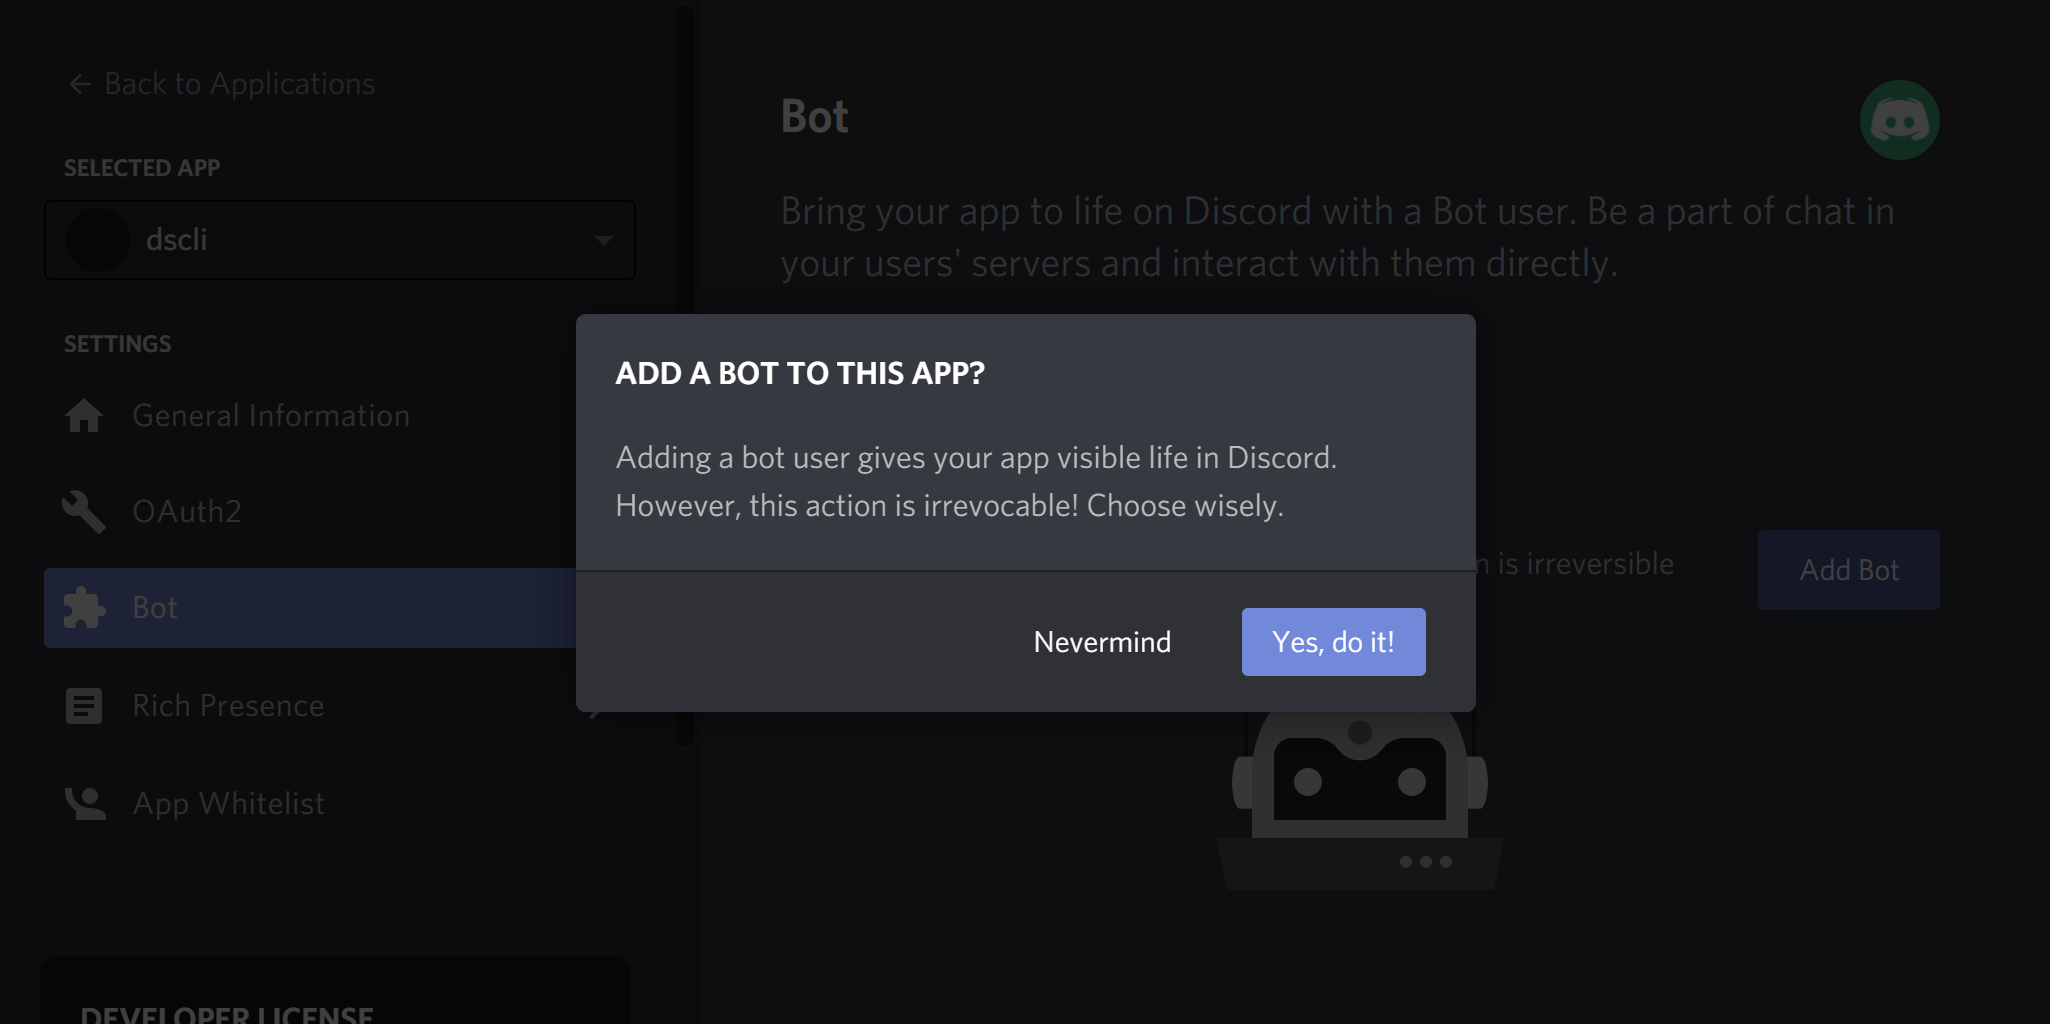 Back to Applications
SELECTED APP
dscli
SETTINGS
General Information
OAuth2
Bot
Rich Presence
App Whitelist
DEVELOPER LICENSE
Bot
Bring your app to life on Discord with a Bot user. Be a part of chat in
your users' servers and interact with them directly.
is irreversible
Add Bot
ADD A BOT TO THIS APP?
Adding a bot user gives your app visible life in Discord.
However, this action is irrevocable! Choose wisely.
Nevermind
Yes, do it!